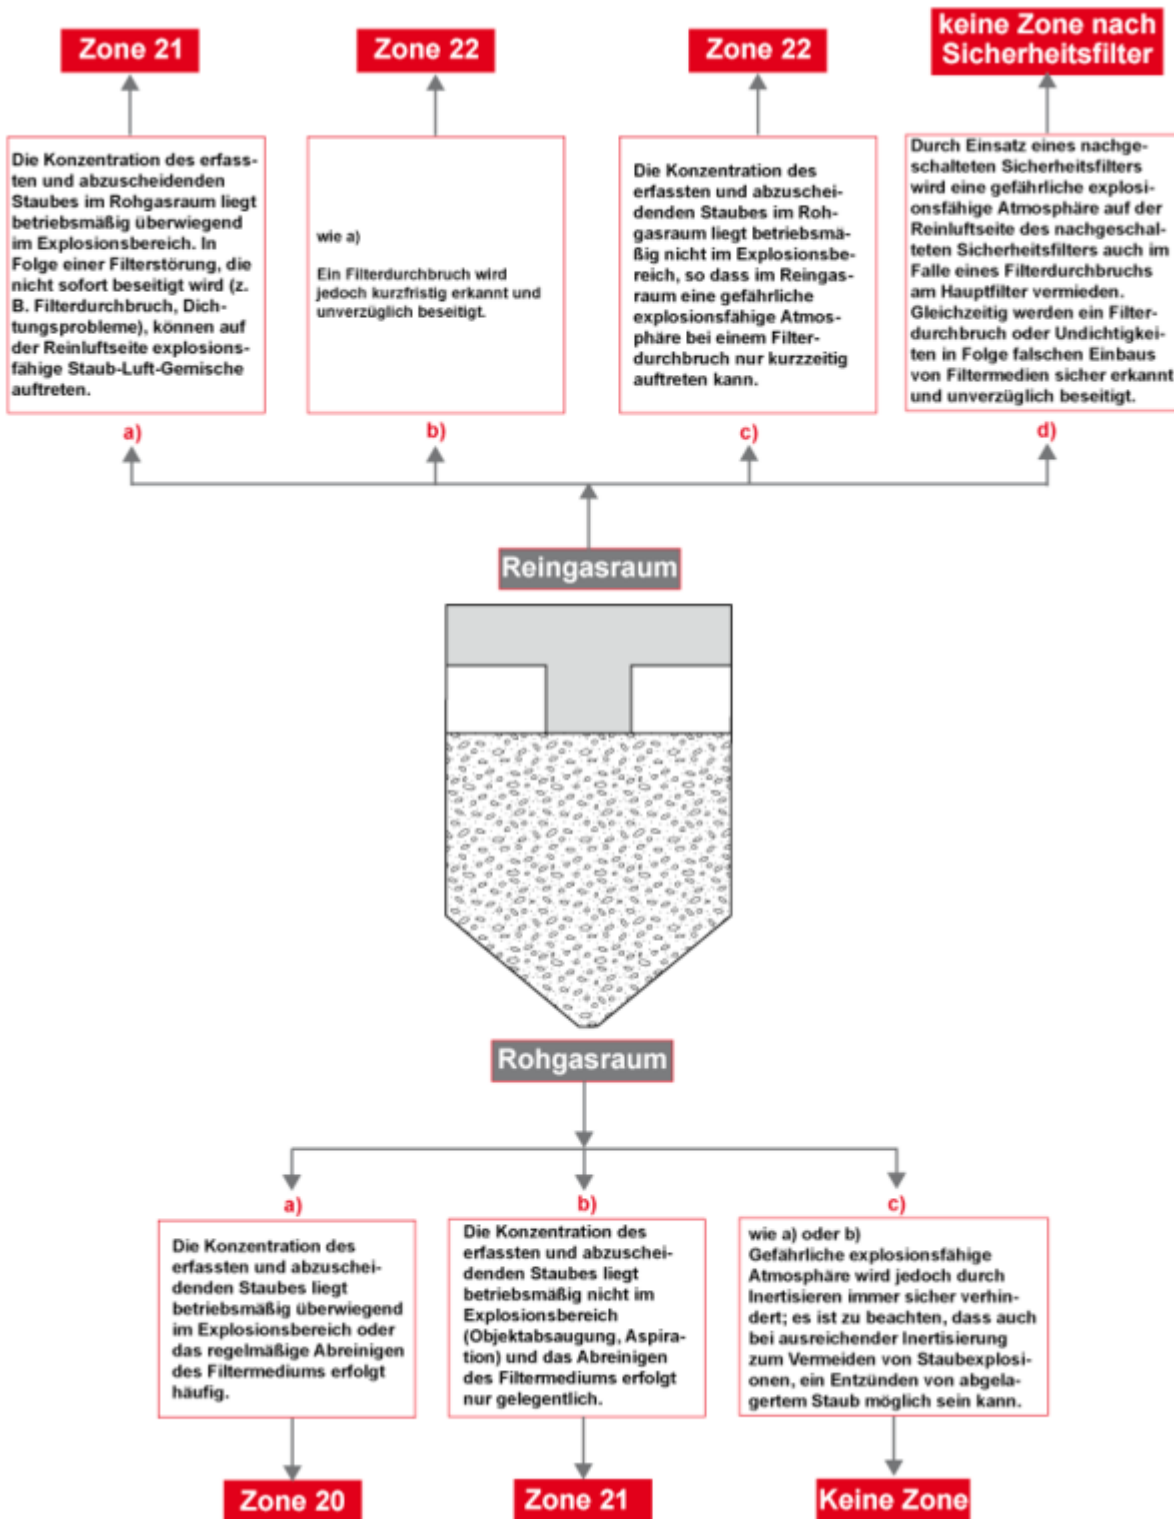 Zone 21
Zone 22
Zone 22
keine Zone nach
Sicherheitsfilter
Die Konzentration des erfass-
ten und abzuscheidenden
Staubes im Rohgasraum liegt
betriebsmäßig überwiegend
im Explosionsbereich. In
Folge einer Filterstörung, die
nicht sofort beseitigt wird (z.
B. Filterdurchbruch, Dich-
tungsprobleme), können auf
der Reinluftseite explosions-
fähige Staub-Luft-Gemische
auftreten.
a)
wie a)
Ein Filterdurchbruch wird
jedoch kurzfristig erkannt und
unverzüglich beseitigt.
b)
Die Konzentration des
erfassten und abzuschei-
denden Staubes im Roh-
gasraum liegt betriebsmä-
ßig nicht im Explosionsbe-
reich, so dass im Reingas-
raum eine gefährliche
explosionsfähige Atmos-
phäre bei einem Filter-
durchbruch nur kurzzeitig
auftreten kann.
c)
Durch Einsatz eines nachge-
schalteten Sicherheitsfilters
wird eine gefährliche explosi-
onsfähige Atmosphäre auf der
Reinluftseite des nachgeschal-
teten Sicherheitsfilters auch im
Falle eines Filterdurchbruchs
am Hauptfilter vermieden.
Gleichzeitig werden ein Filter-
durchbruch oder Undichtigkei-
ten in Folge falschen Einbaus
von Filtermedien sicher erkannt
und unverzüglich beseitigt.
d)
Reingasraum
Rohgasraum
a)
Die Konzentration des
erfassten und abzuschei-
denden Staubes liegt
betriebsmäßig überwiegend
im Explosionsbereich oder
das regelmäßige Abreinigen
des Filtermediums erfolgt
häufig.
b)
Die Konzentration des
erfassten und abzuschei-
denden Staubes liegt
betriebsmäßig nicht im
Explosionsbereich
(Objektabsaugung, Aspira-
tion) und das Abreinigen
des Filtermediums erfolgt
nur gelegentlich.
c)
wie a) oder b)
Gefährliche explosionsfähige
Atmosphäre wird jedoch durch
Inertisieren immer sicher verhin-
dert; es ist zu beachten, dass auch
bei ausreichender Inertisierung
zum Vermeiden von Staubexplosi-
onen, ein Entzünden von abgela-
gertem Staub möglich sein kann.
Zone 20
Zone 21
Keine Zone